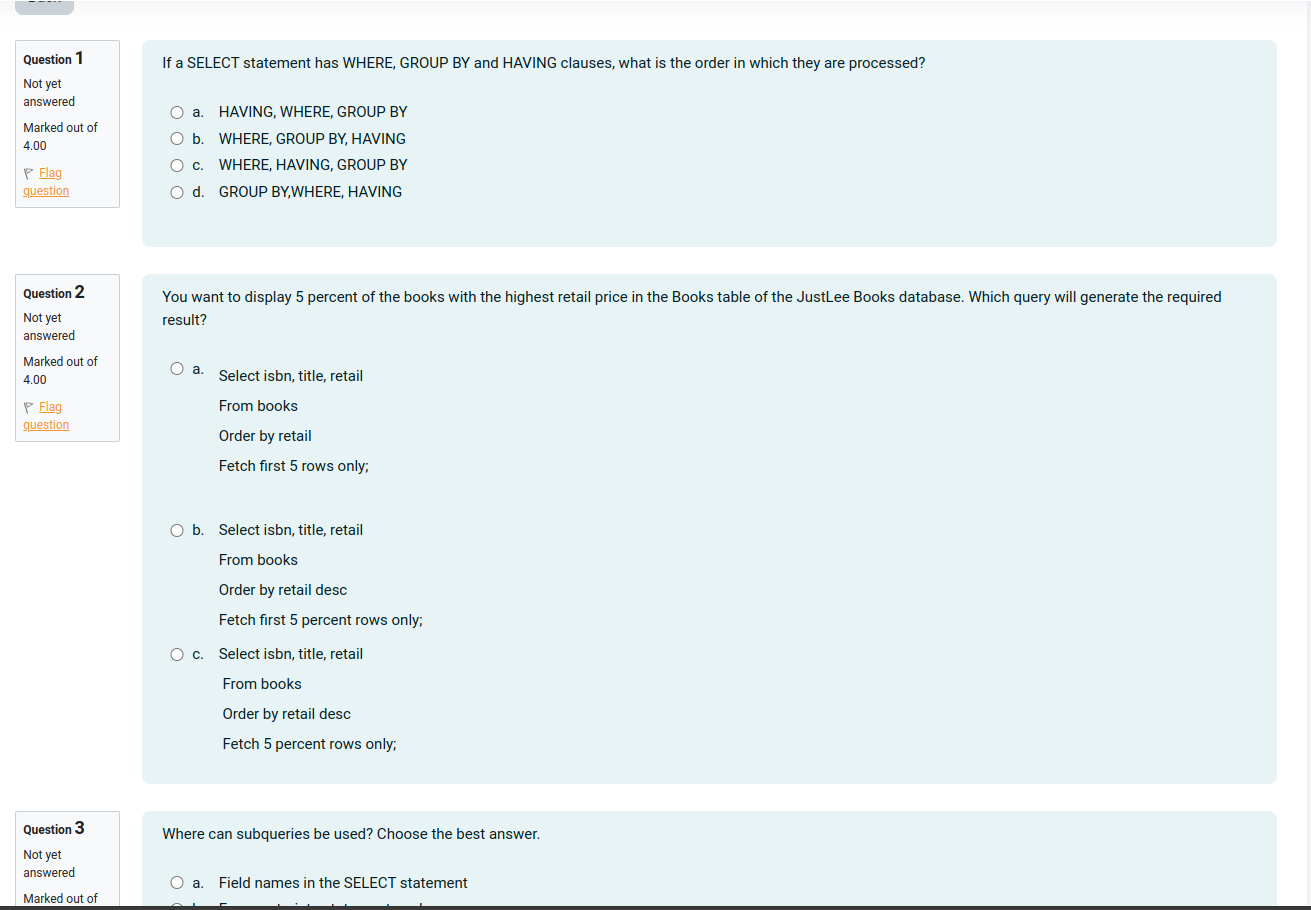 Question 1
Not yet
answered
Marked out of
4.00
Flag
question
If a SELECT statement has WHERE, GROUP BY and HAVING clauses, what is the order in which they are processed?
a. HAVING, WHERE, GROUP BY
b. WHERE, GROUP BY, HAVING
c. WHERE, HAVING, GROUP BY
d. GROUP BY,WHERE, HAVING
Question 2
Not yet
answered
Marked out of
4.00
Flag
question
You want to display 5 percent of the books with the highest retail price in the Books table of the JustLee Books database. Which query will generate the required
result?
a. Select isbn, title, retail
From books
Order by retail
Fetch first 5 rows only;
b. Select isbn, title, retail
From books
Order by retail desc
Fetch first 5 percent rows only;
c. Select isbn, title, retail
From books
Order by retail desc
Fetch 5 percent rows only;
Question 3
Not yet
answered
Marked out of
Where can subqueries be used? Choose the best answer.
a. Field names in the SELECT statement